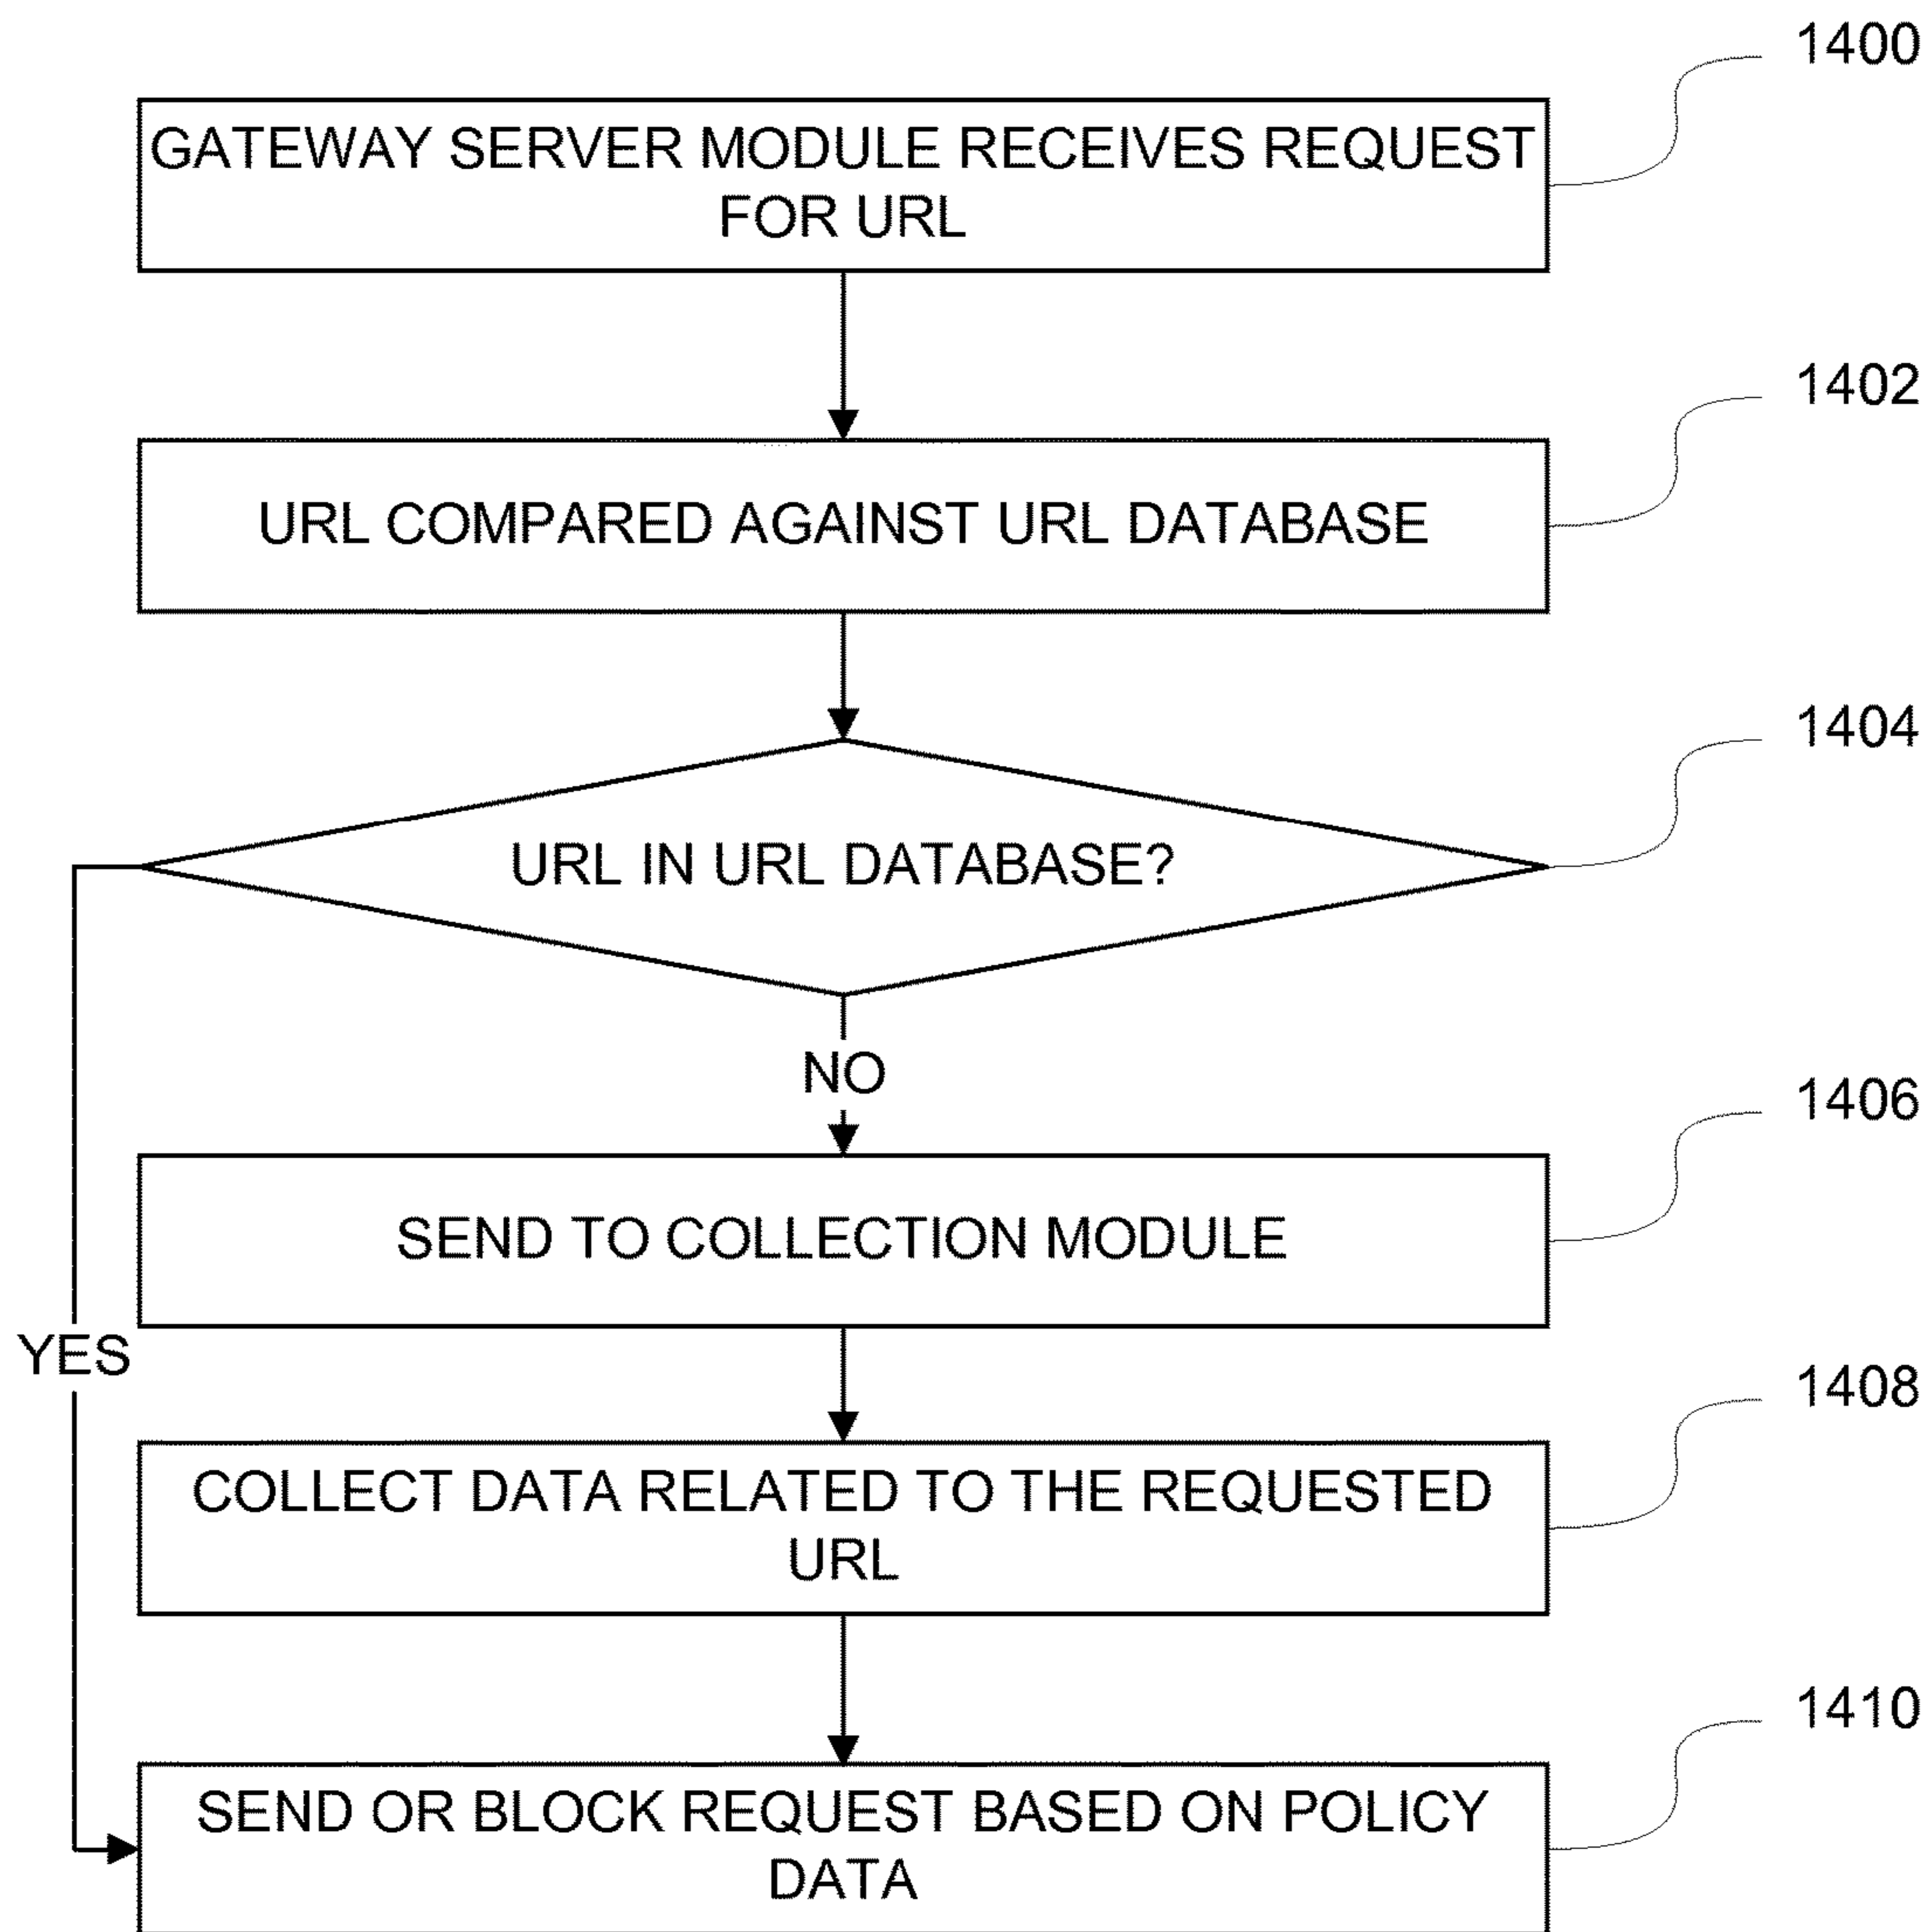 1400
GATEWAY SERVER MODULE RECEIVES REQUEST
FOR URL
1402
URL COMPARED AGAINST URL DATABASE
1404
URL IN URL DATABASE?
NO
1406
SEND TO COLLECTION MODULE
YES
1408
COLLECT DATA RELATED TO THE REQUESTED
URL
1410
SEND OR BLOCK REQUEST BASED ON POLICY
DATA